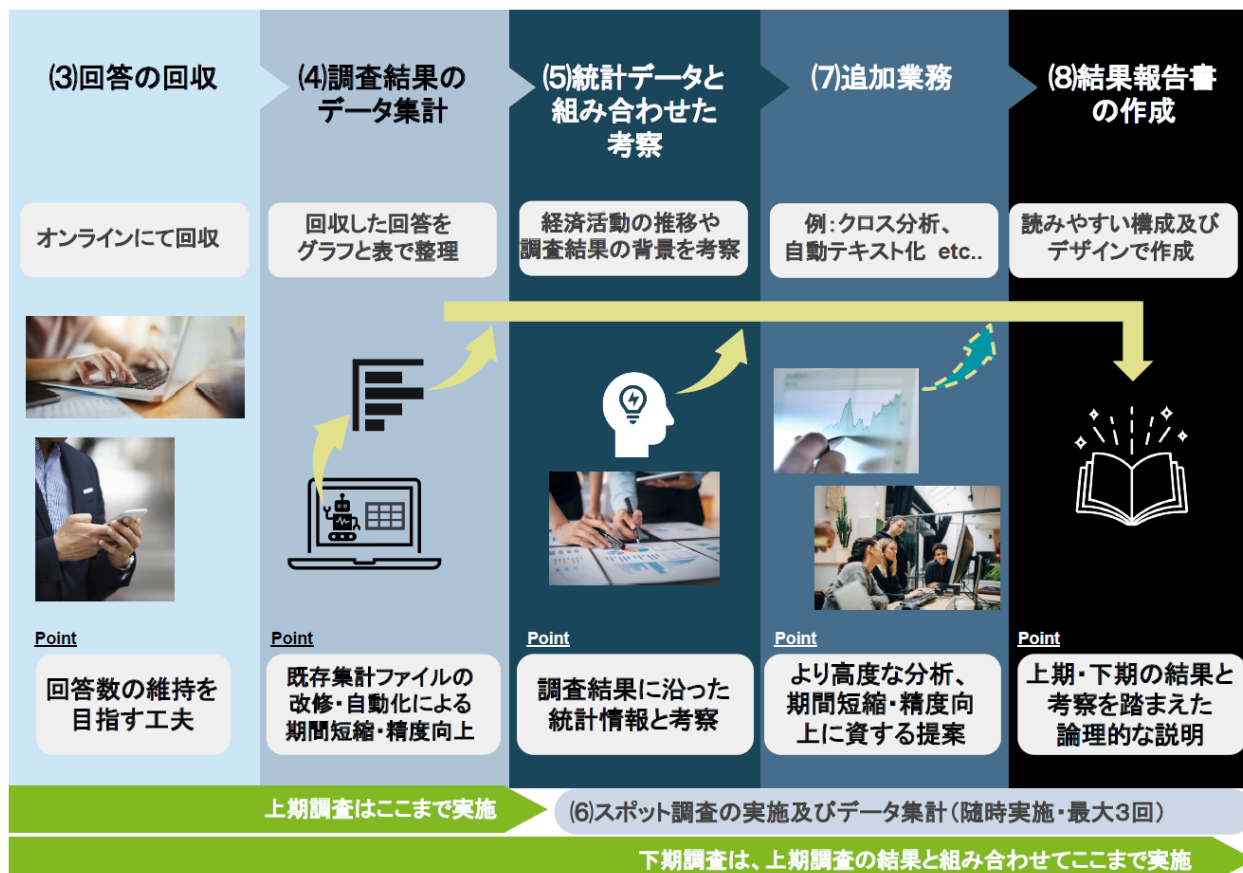 (3)回答の回収
(4)調査結果の
データ集計
(5)統計データと
組み合わせた
考察
(7)追加業務
(8)結果報告書
の作成
オンラインにて回収
回収した回答を
グラフと表で整理
経済活動の推移や
調査結果の背景を考察
例：クロス分析、
自動テキスト化 etc..
読みやすい構成及び
デザインで作成
Point
回答数の維持を
目指す工夫
Point
既存集計ファイルの
改修・自動化による
期間短縮・精度向上
Point
調査結果に沿った
統計情報と考察
Point
より高度な分析、
期間短縮・精度向
上に資する提案
Point
上期・下期の結果と
考察を踏まえた
論理的な説明
上期調査はここまで実施
(6)スポット調査の実施及びデータ集計（随時実施・最大３回）
下期調査は、上期調査の結果と組み合わせてここまで実施